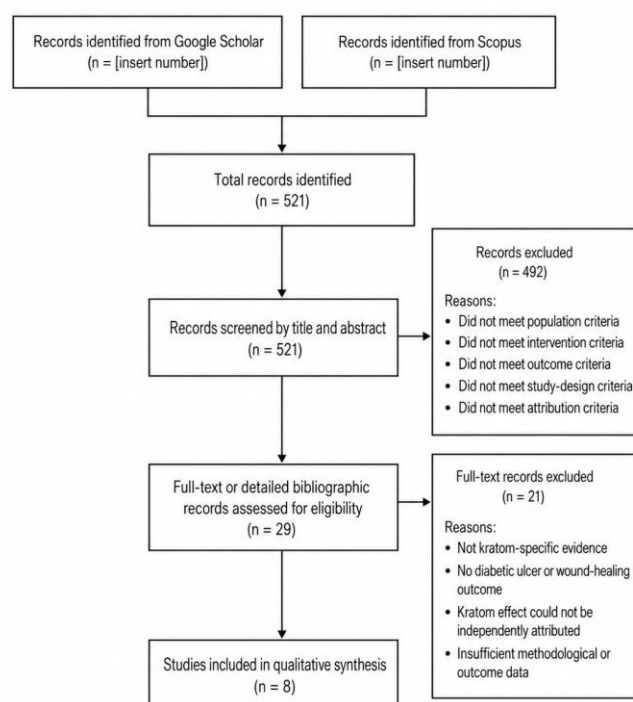 Records identified from Google Scholar
(n = [insert number])
Records identified from Scopus
(n = [insert number])
Total records identified
(n = 521)
Records excluded
(n = 492)
Reasons:
• Did not meet population criteria
• Did not meet intervention criteria
• Did not meet outcome criteria
• Did not meet study-design criteria
• Did not meet attribution criteria
Records screened by title and abstract
(n = 521)
Full-text or detailed bibliographic
records assessed for eligibility
(n = 29)
Full-text records excluded
(n = 21)
Reasons:
• Not kratom-specific evidence
• No diabetic ulcer or wound-healing
outcome
• Kratom effect could not be
independently attributed
• Insufficient methodological or
outcome data
Studies included in qualitative synthesis
(n = 8)